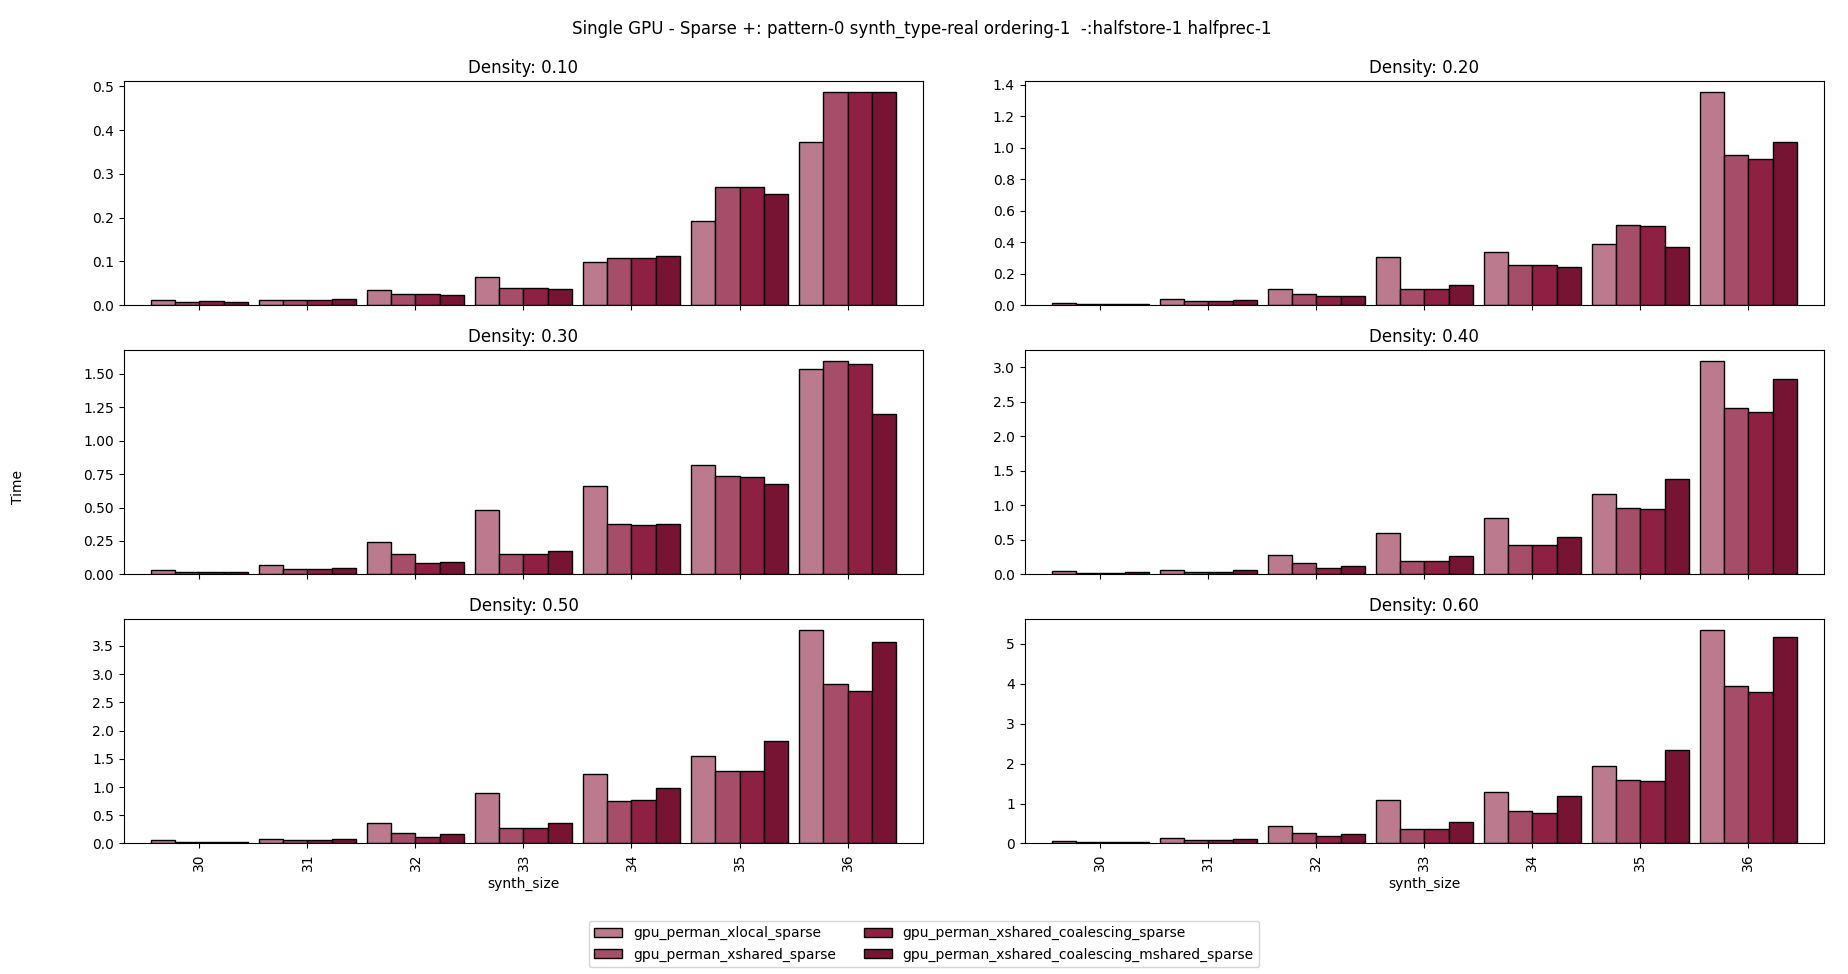 Single GPU - Sparse +: pattern-0 synth_type-real ordering-1  -:halfstore-1 halfprec-1
Density: 0.10
0.5
0.4
0.3
0.2
0.1
0.0
Density: 0.20
1.4
1.2
1.0
0.8
0.6
0.4
0.2
0.0
Density: 0.30
1.50
1.25
1.00
0.75
0.50
0.25
0.00
Density: 0.40
3.0
2.5
2.0
1.5
1.0
0.5
0.0
Time
Density: 0.50
3.5
3.0
2.5
2.0
1.5
1.0
0.5
0.0
30 31 32 33 34 35 36
synth_size
Density: 0.60
5
4
3
2
1
0
30 31 32 33 34 35 36
synth_size
gpu_perman_xlocal_sparse
gpu_perman_xshared_sparse
gpu_perman_xshared_coalescing_sparse
gpu_perman_xshared_coalescing_mshared_sparse